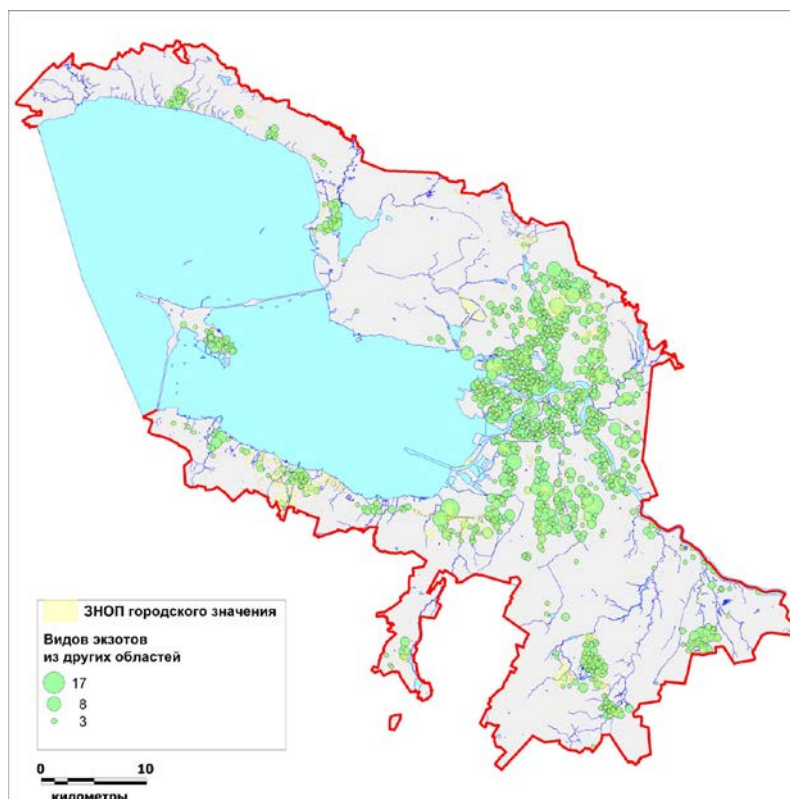 ЗНОП городского значения
Видов экзотов
из других областей
17
8
3
0 10
километры